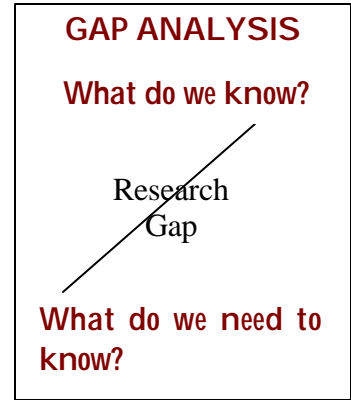 GAP ANALYSIS
What do we know?
Research
Gap
What do we need to
know?